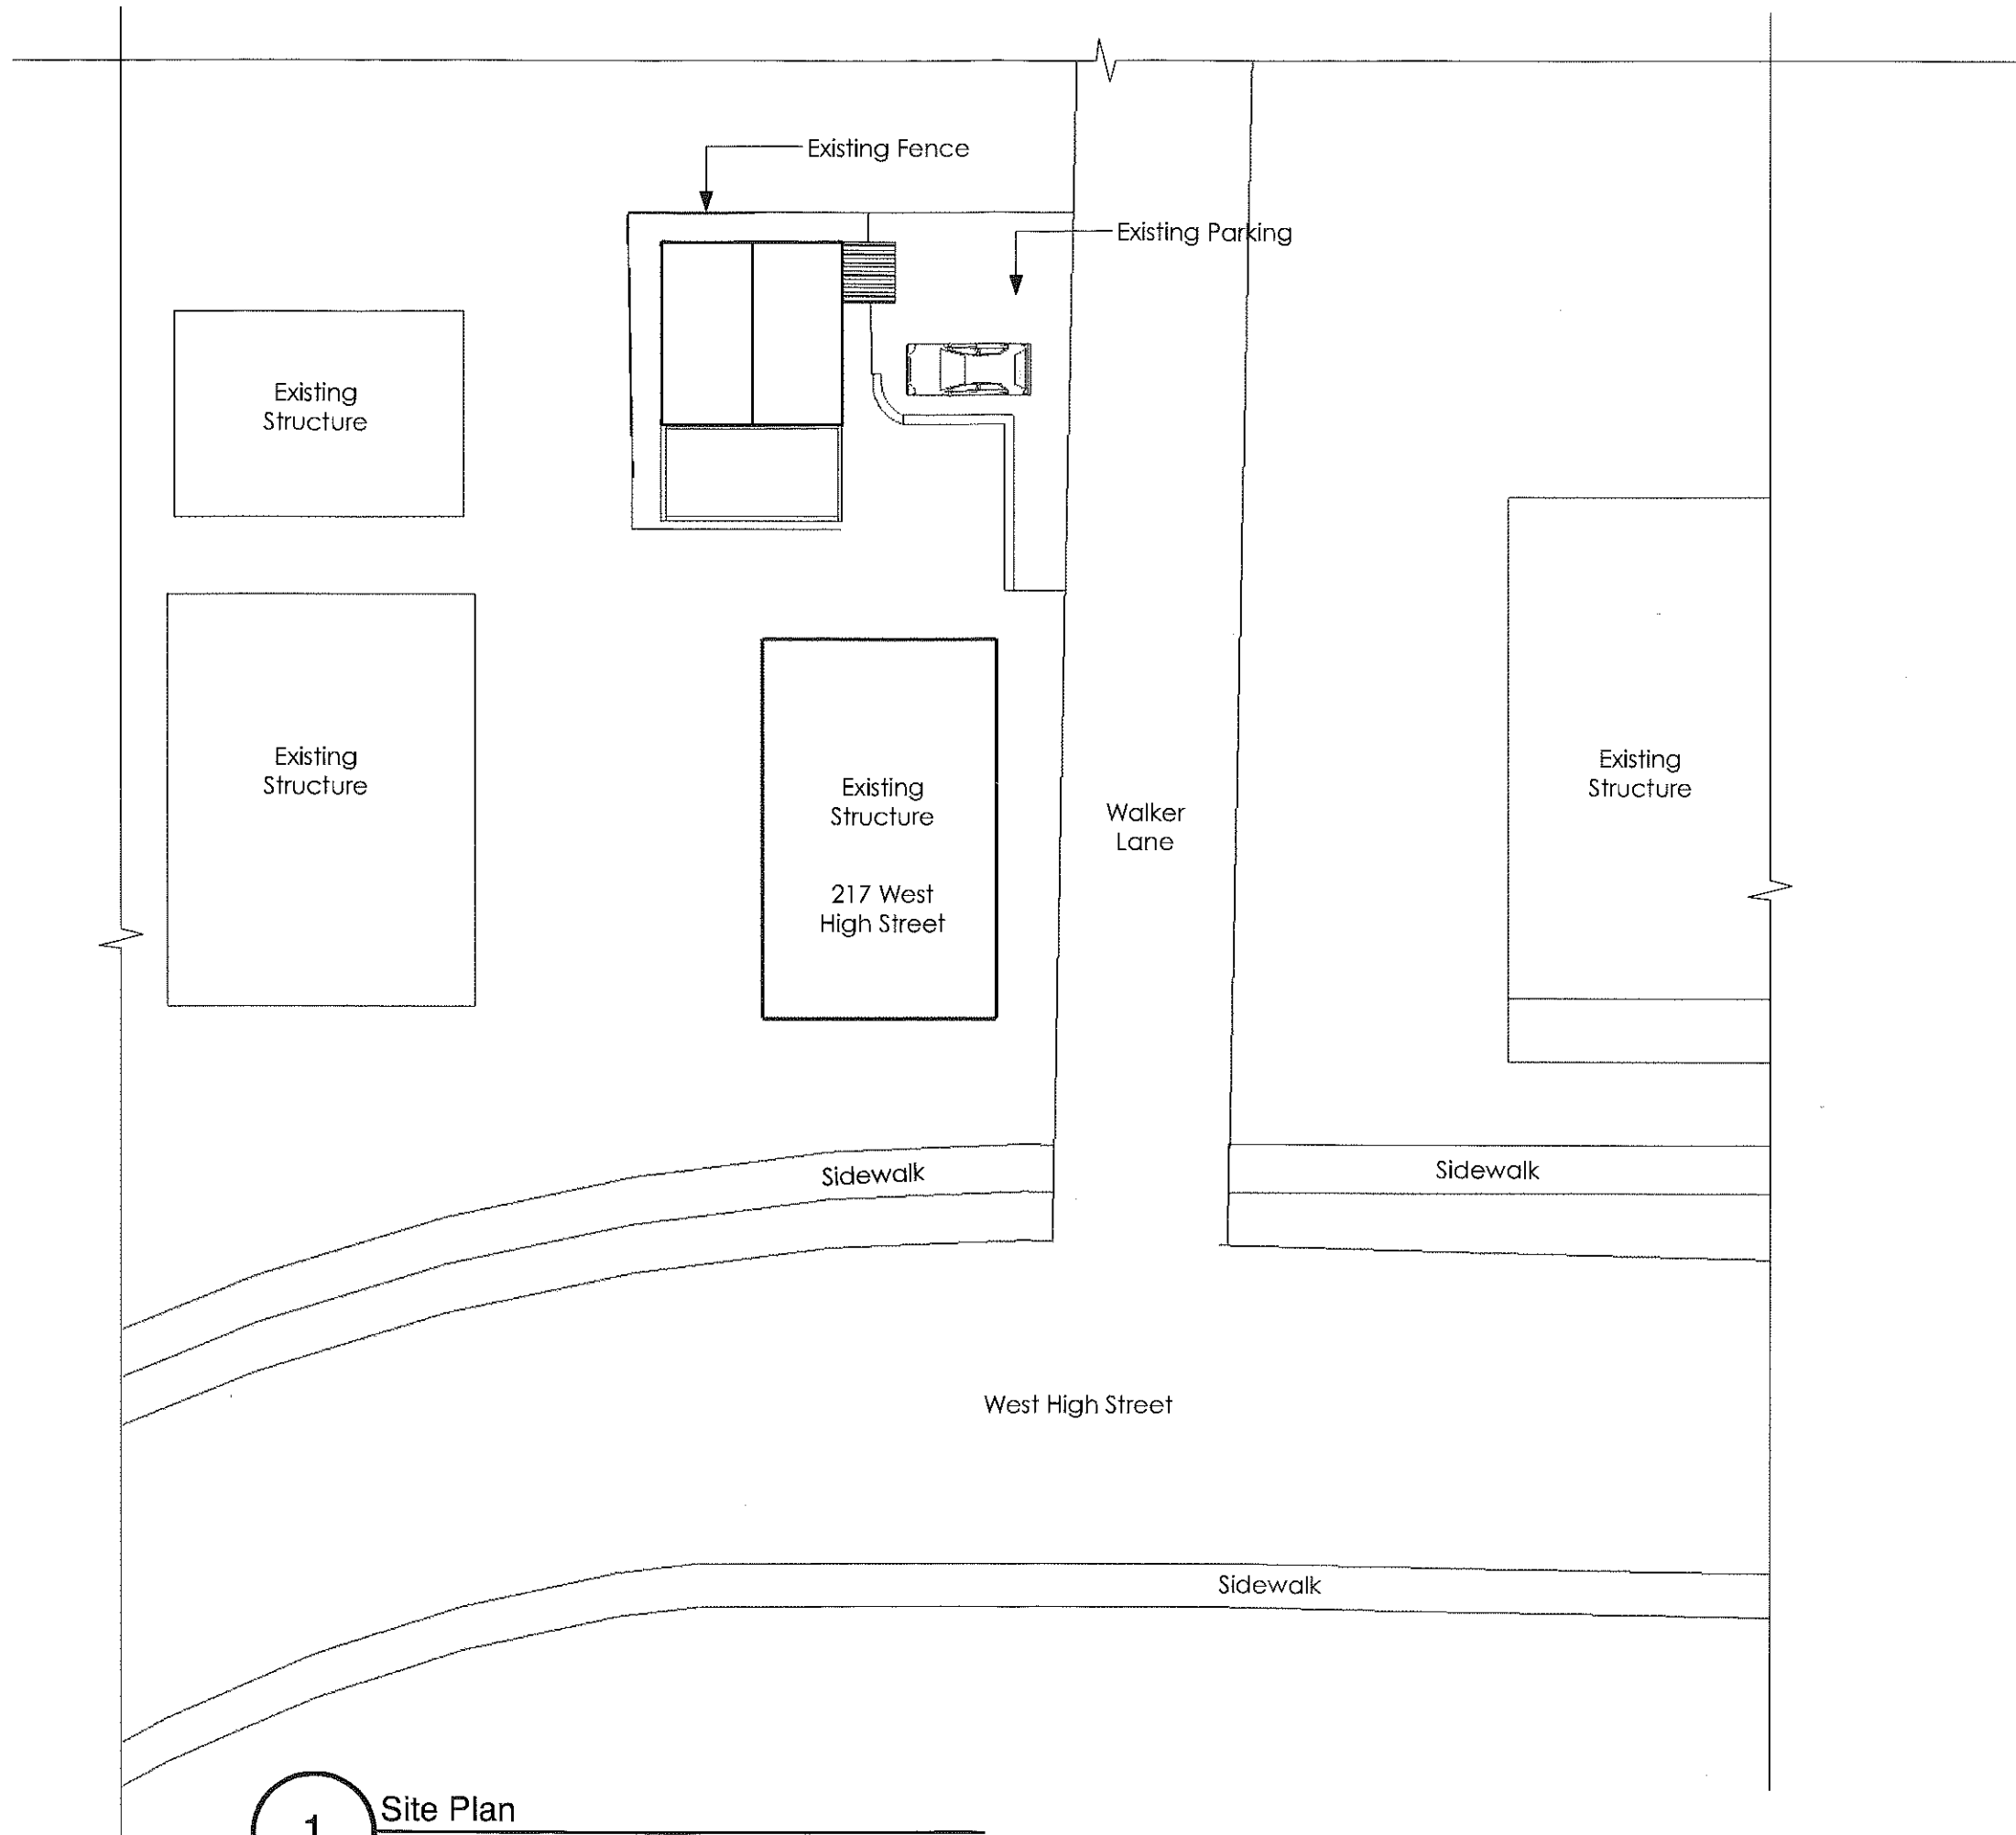 Existing Fence
Existing Parking
Existing
Structure
Existing
Structure
Existing
Structure
217 West
High Street
Walker
Lane
Existing
Structure
Sidewalk
Sidewalk
West High Street
Sidewalk
1
Site Plan